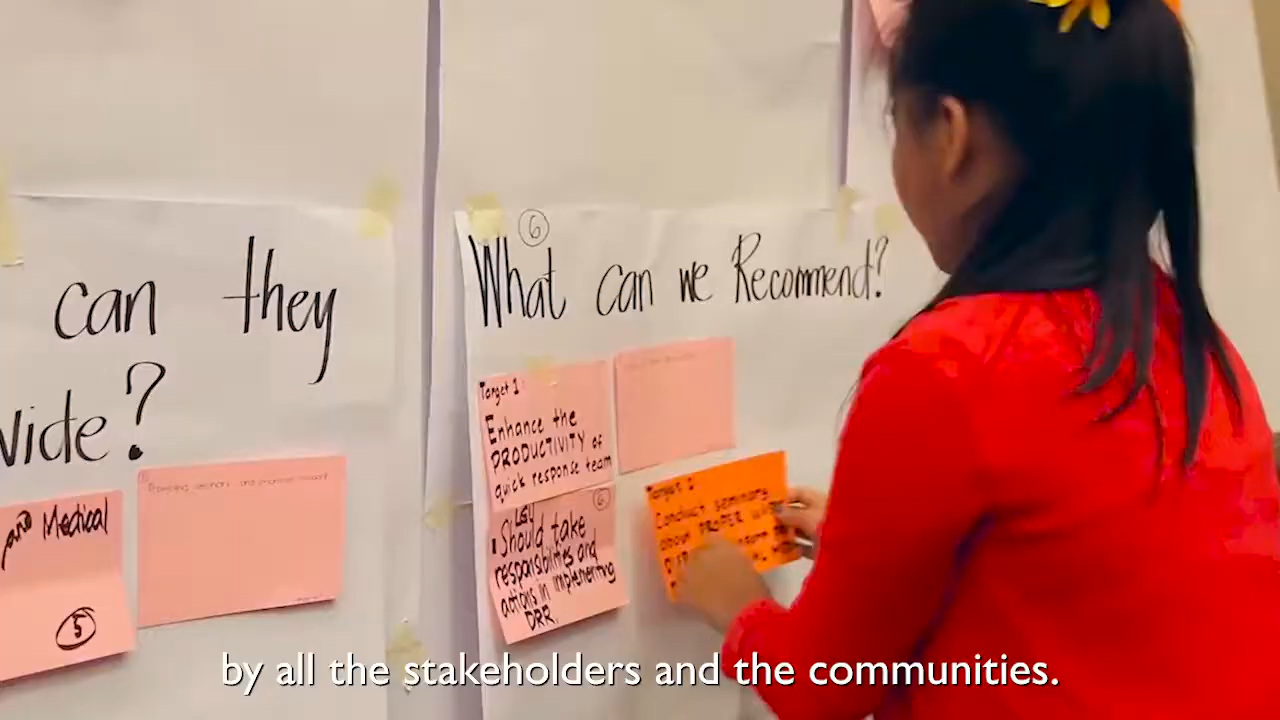 can they
vide?
and Medical
5
6
What can we Recommend?
Target 1:
Enhance the
PRODUCTIVITY of
quick response team
6
LGU
Should take
responsibilities and
actions in implementing
DRR.
Target 1:
Conduct seminars
about PROPER
by all the stakeholders and the communities.